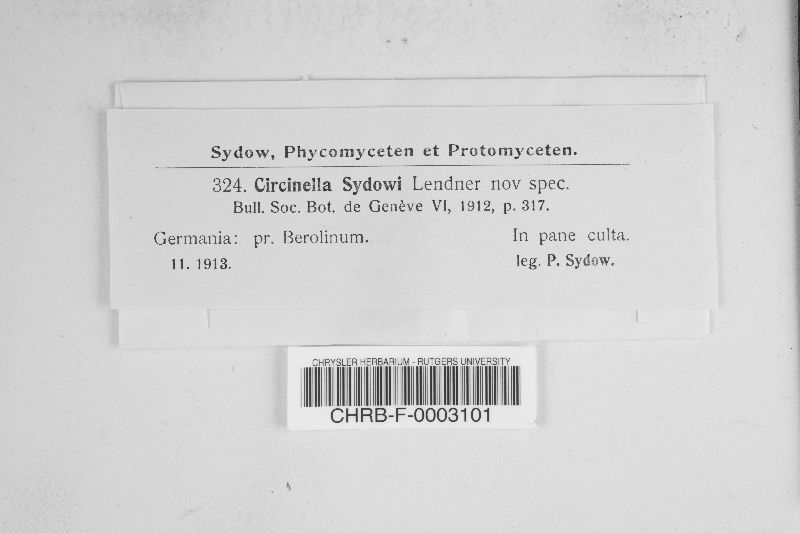 Sydow, Phycomyceten et Protomyceten.
324. Circinella Sydowi Lendner nov spec.
Bull. Soc. Bot. de Genève VI, 1912, p. 317.
Germania: pr. Berolinum. In pane culta.
11. 1913. leg. P. Sydow.
CHRYSLER HERBARIUM - RUTGERS UNIVERSITY
CHRB-F-0003101